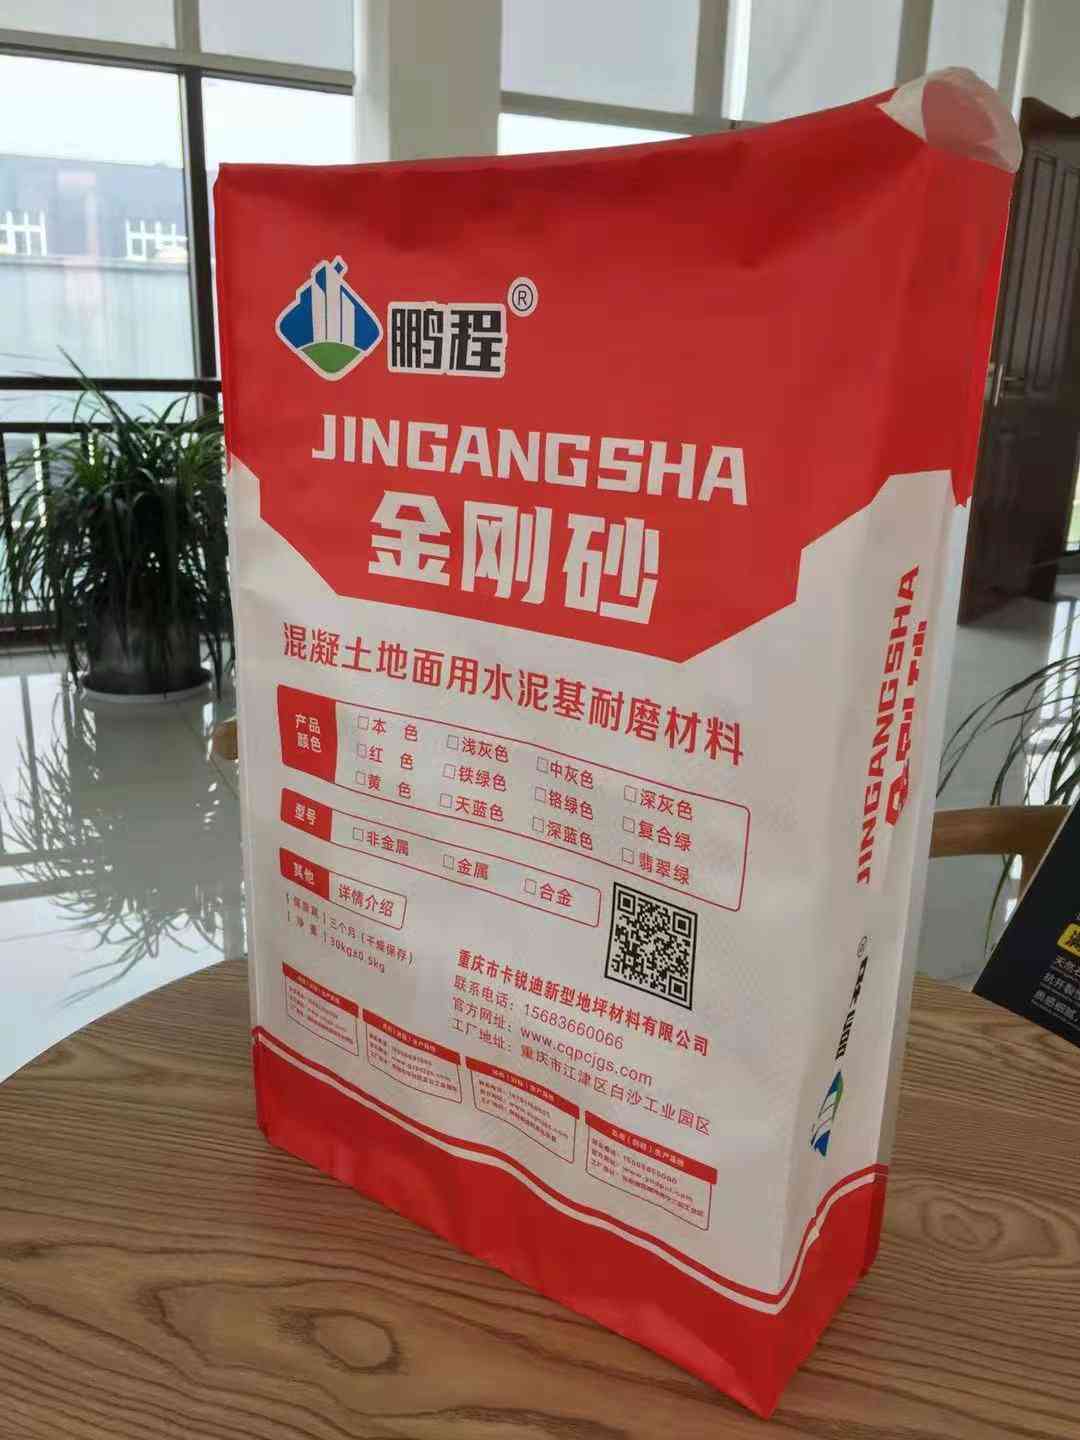 鹏程®
JINGANGSHA
金刚砂
混凝土地面用水泥基耐磨材料
产品颜色
□本 色 □浅灰色 □中灰色 □深灰色
□红 色 □铁绿色 □铬绿色 □复合绿
□黄 色 □天蓝色 □深蓝色 □翡翠绿
型号
□非金属 □金属 □合金
其他 详情介绍
保质期 三个月（干燥保存）
净 重 30kg±0.5kg
重庆市卡锐迪新型地坪材料有限公司
联系电话：15683660066
官方网址：www.cqpcjgs.com
工厂地址：重庆市江津区白沙工业园区
JINGANGSHA